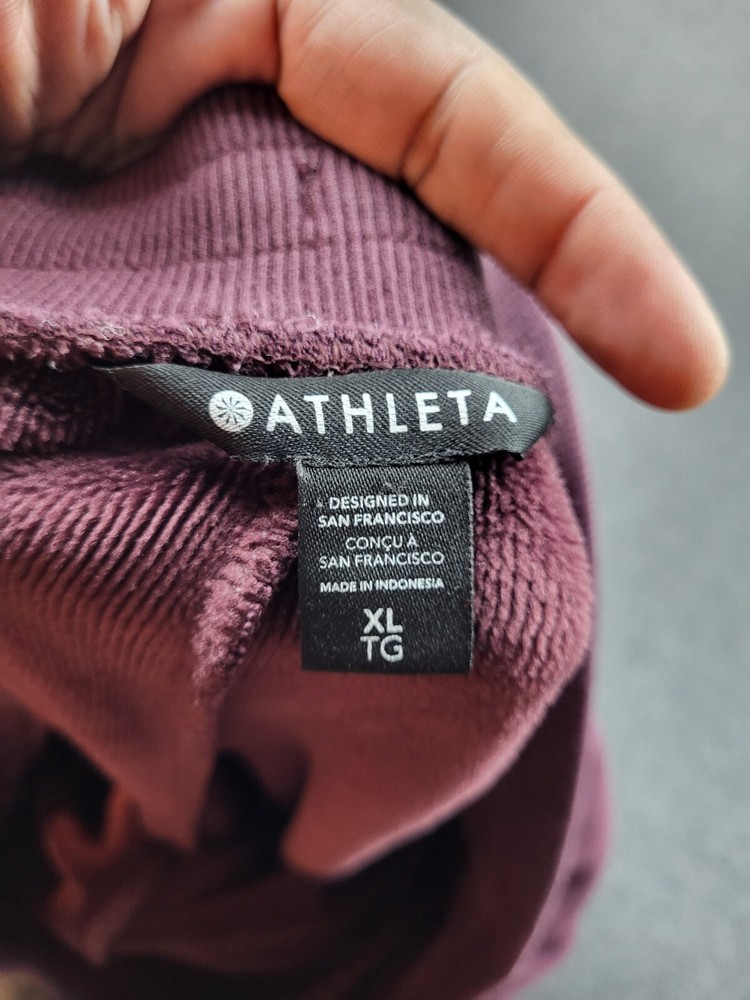 ATHLETA
DESIGNED IN
SAN FRANCISCO
CONÇU À
SAN FRANCISCO
MADE IN INDONESIA
XL
TG